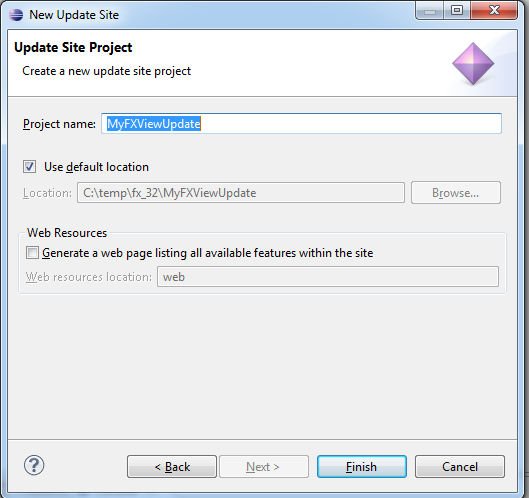 New Update Site
Update Site Project
Create a new update site project
Project name: MyFXViewUpdate
Use default location
Location: C:\temp\fx_32\MyFXViewUpdate Browse...
Web Resources
Generate a web page listing all available features within the site
Web resources location: web
? < Back Next > Finish Cancel